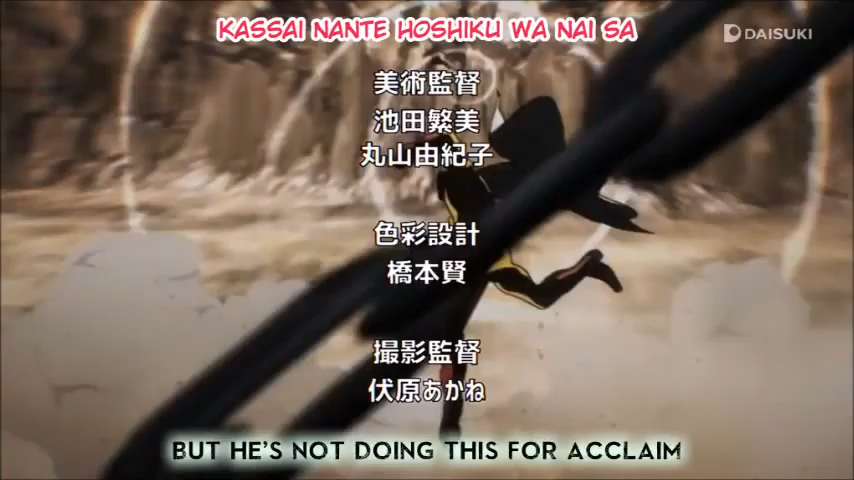 KASSAI NANTE HOSHIKU WA NAI SA
DAISUKI
美術監督
池田繁美
丸山由紀子
色彩設計
橋本賢
撮影監督
伏原あかね
BUT HE'S NOT DOING THIS FOR ACCLAIM